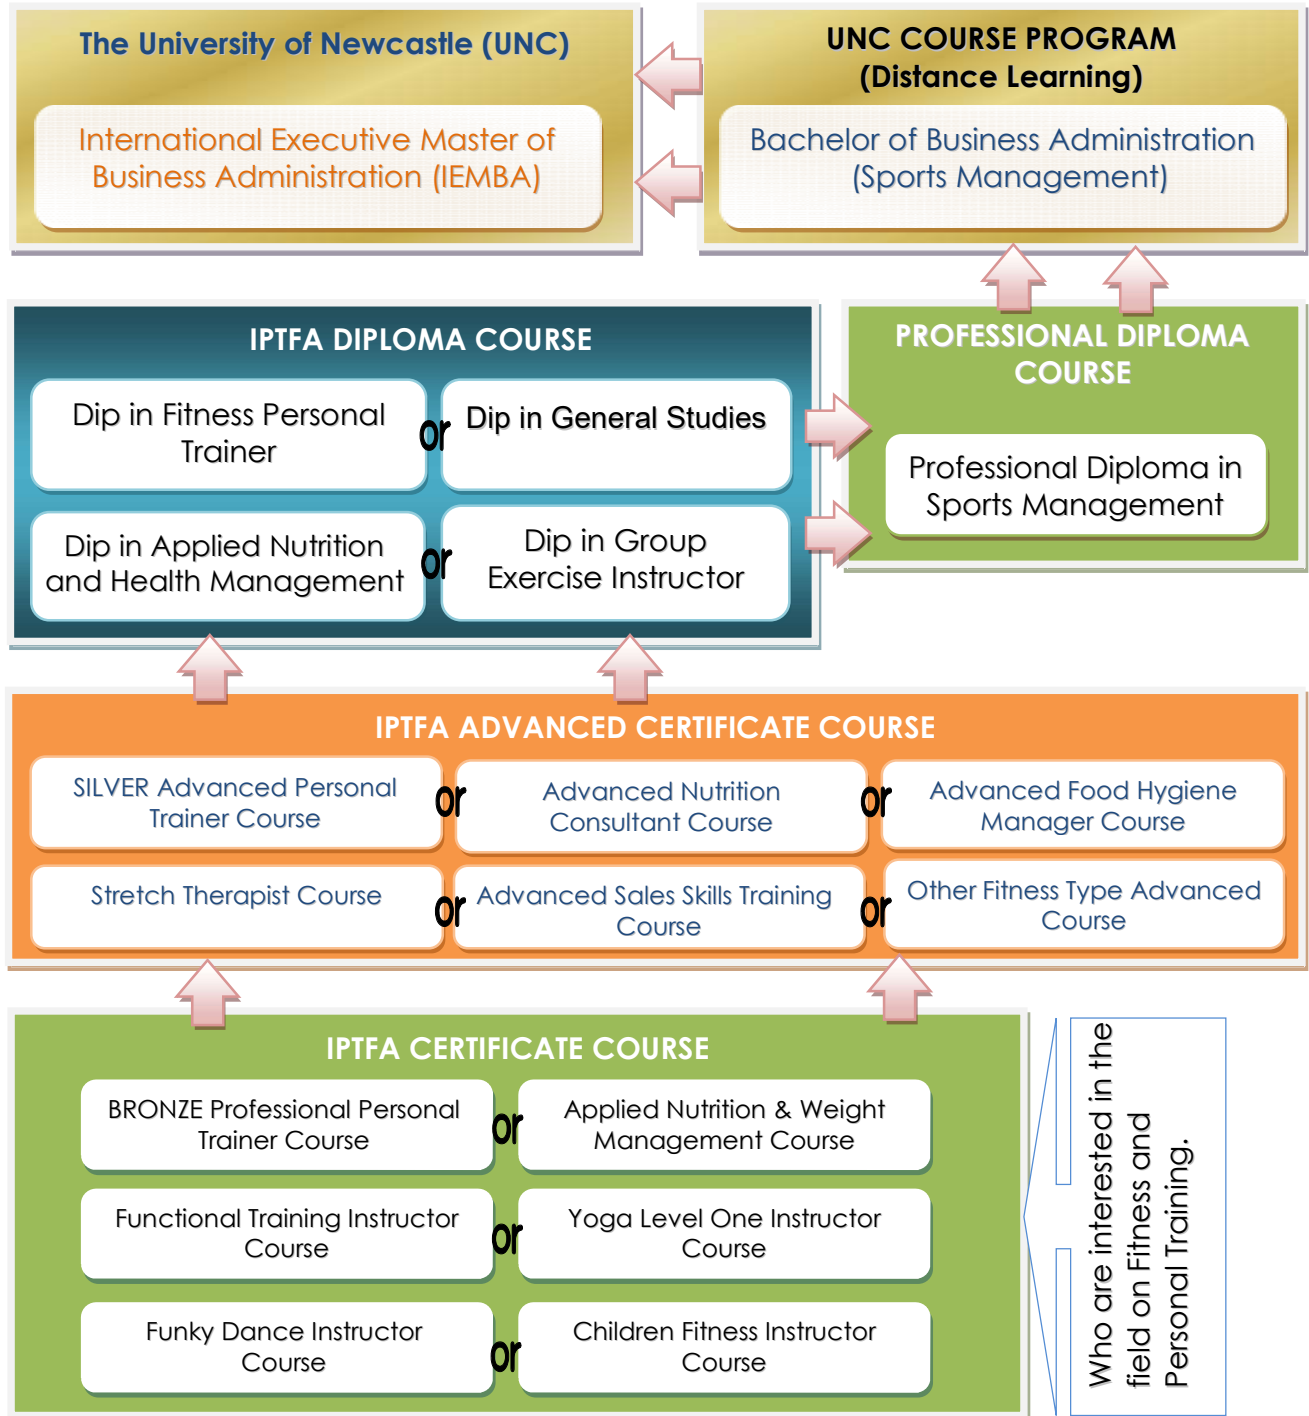 The University of Newcastle (UNC)
International Executive Master of
Business Administration (IEMBA)
UNC COURSE PROGRAM
(Distance Learning)
Bachelor of Business Administration
(Sports Management)
IPTFA DIPLOMA COURSE
Dip in Fitness Personal
Trainer
or
Dip in General Studies
Dip in Applied Nutrition
and Health Management
or
Dip in Group
Exercise Instructor
PROFESSIONAL DIPLOMA
COURSE
Professional Diploma in
Sports Management
IPTFA ADVANCED CERTIFICATE COURSE
SILVER Advanced Personal
Trainer Course
or
Advanced Nutrition
Consultant Course
or
Advanced Food Hygiene
Manager Course
Stretch Therapist Course
or
Advanced Sales Skills Training
Course
or
Other Fitness Type Advanced
Course
IPTFA CERTIFICATE COURSE
BRONZE Professional Personal
Trainer Course
or
Applied Nutrition & Weight
Management Course
Functional Training Instructor
Course
or
Yoga Level One Instructor
Course
Funky Dance Instructor
Course
or
Children Fitness Instructor
Course
Who are interested in the
field on Fitness and
Personal Training.